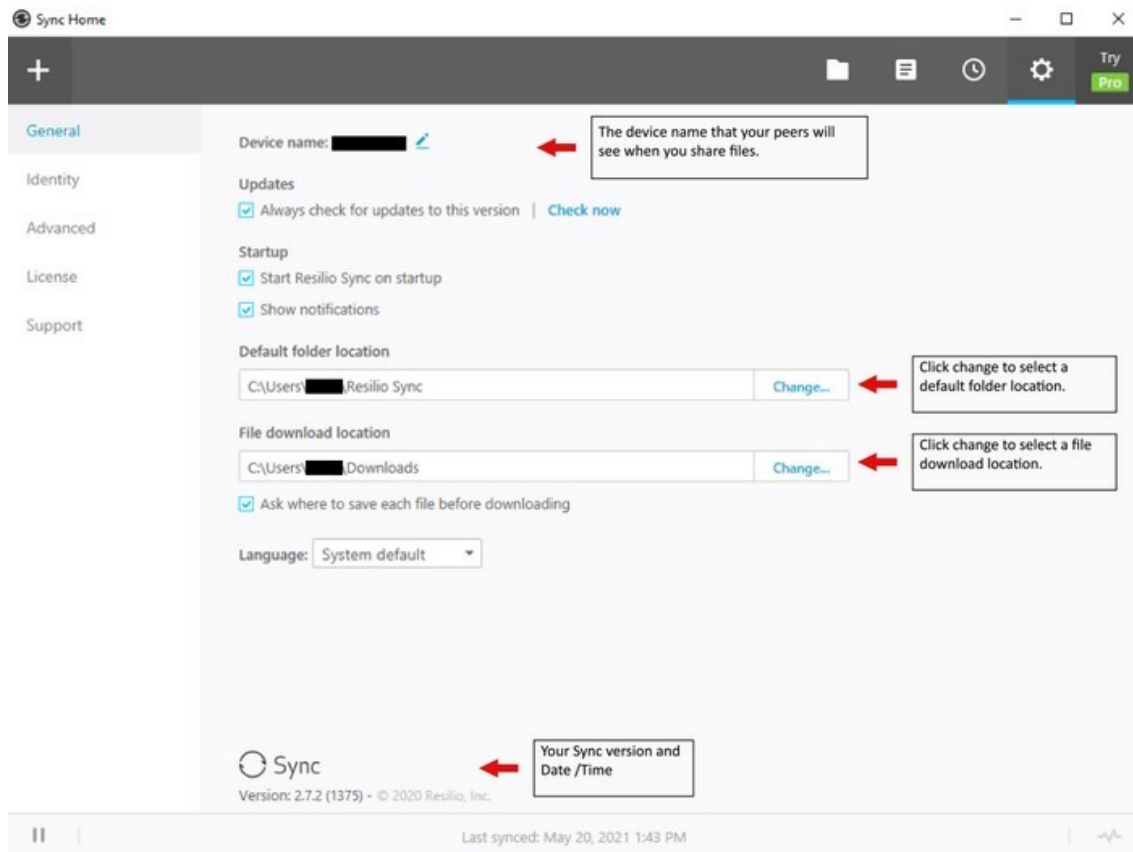 Sync Home
Try
Pro
General
Identity
Advanced
License
Support
Device name:
The device name that your peers will
see when you share files.
Updates
Always check for updates to this version | Check now
Startup
Start Resilio Sync on startup
Show notifications
Default folder location
C:\Users\ \Resilio Sync
Change...
Click change to select a
default folder location.
File download location
C:\Users\ \Downloads
Change...
Click change to select a file
download location.
Ask where to save each file before downloading
Language: System default
Sync
Your Sync version and
Date /Time
Version: 2.7.2 (1375) • © 2020 Resilio, Inc.
Last synced: May 20, 2021 1:43 PM